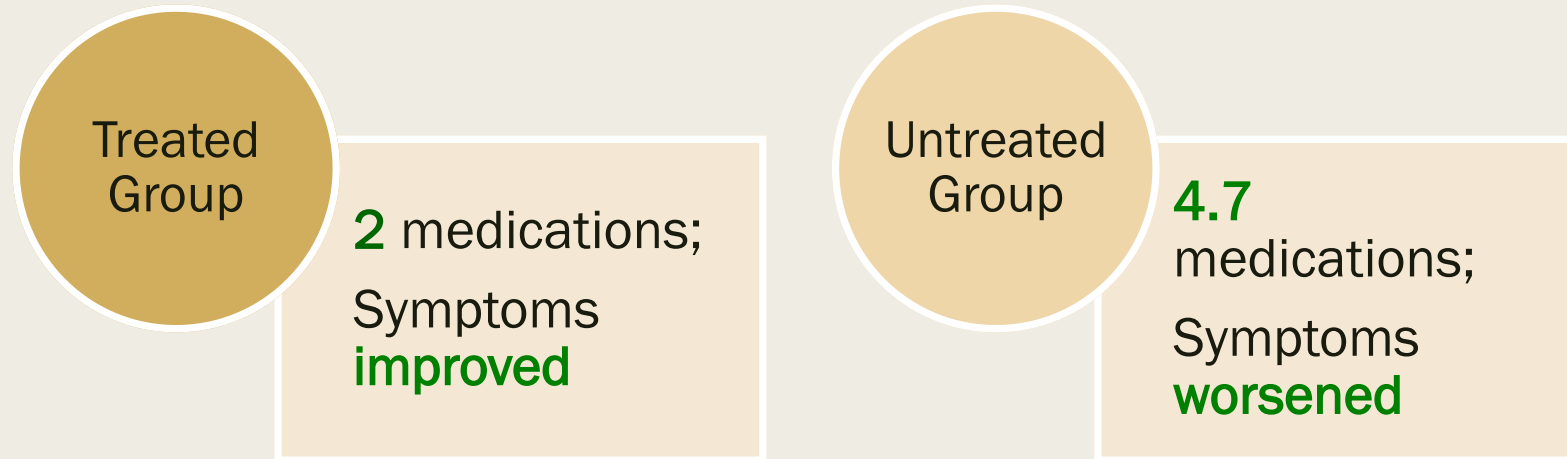 Treated
Group
2 medications;
Symptoms
improved
Untreated
Group
4.7
medications;
Symptoms
worsened